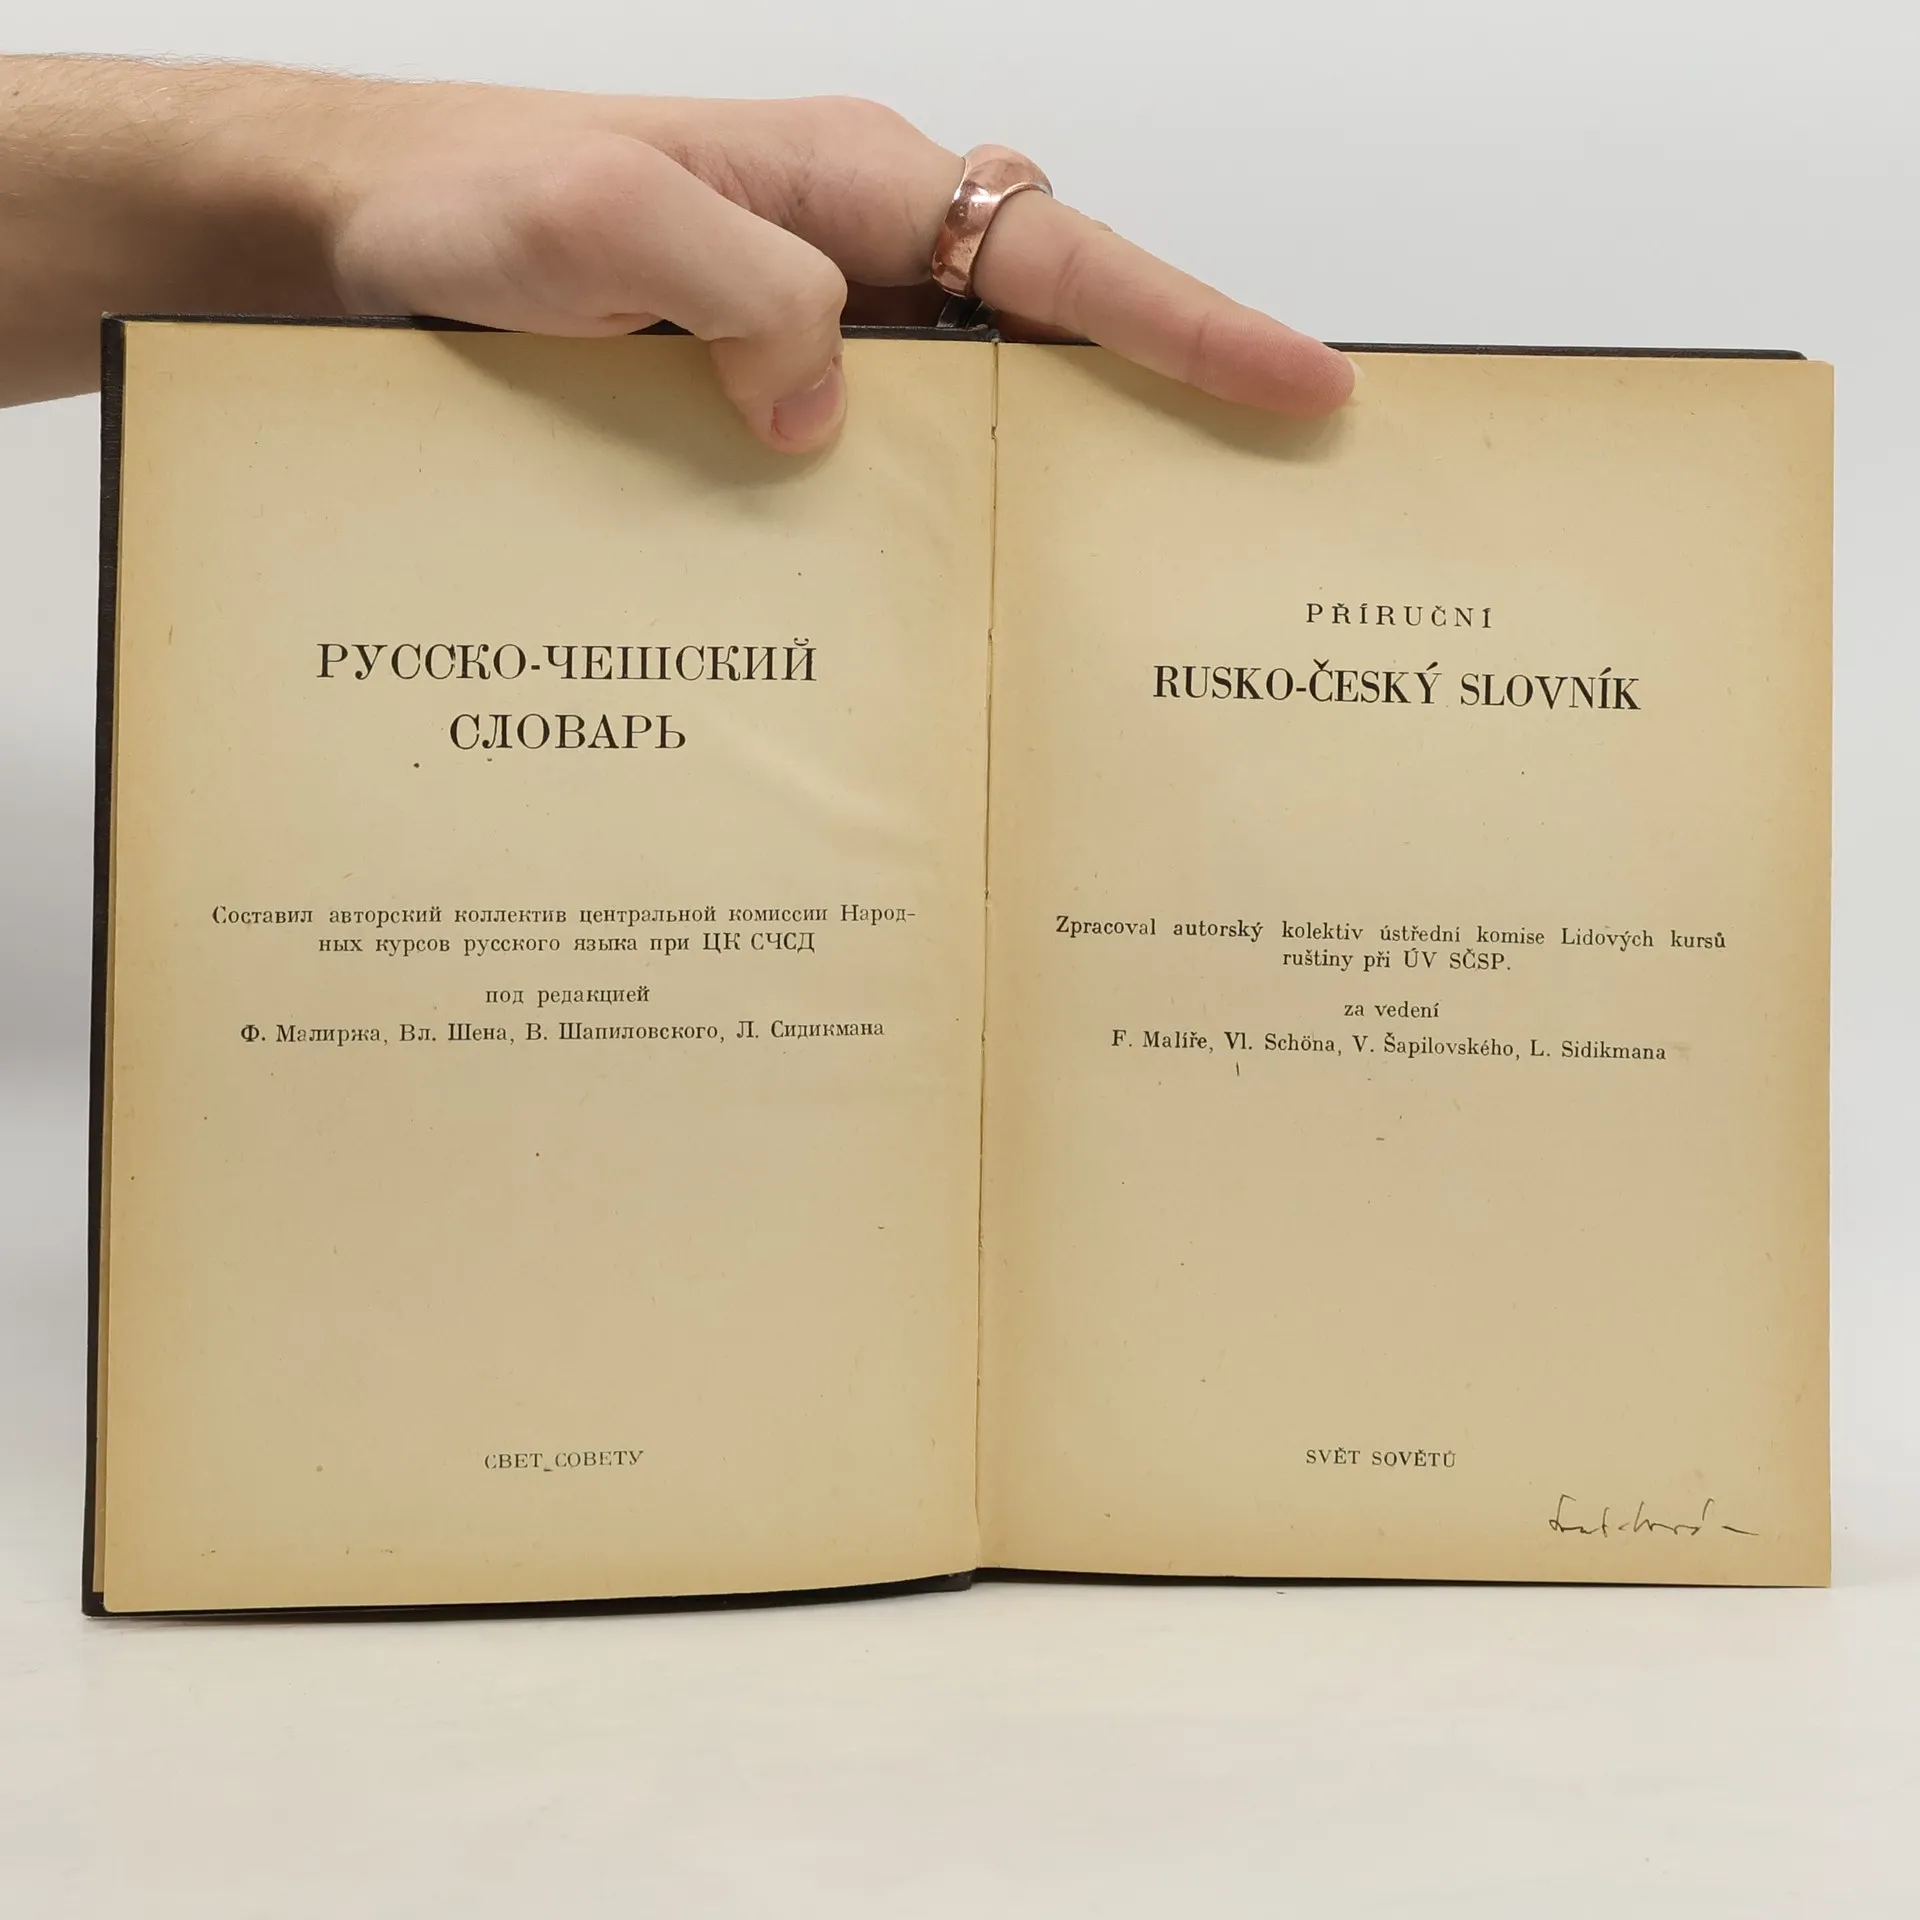 РУССКО-ЧЕШСКИЙ
СЛОВАРЬ
Составил авторский коллектив центральной комиссии Народ-
ных курсов русского языка при ЦК СЧСД
под редакцией
Ф. Малиржа, Вл. Шена, В. Шапиловского, Л. Сидикмана
СВЕТ СОВЕТУ
PŘÍRUČNÍ
RUSKO-ČESKÝ SLOVNÍK
Zpracoval autorský kolektiv ústřední komise Lidových kursů
ruštiny při ÚV SČSP.
za vedení
F. Malíře, Vl. Schöna, V. Šapilovského, L. Sidikmana
SVĚT SOVĚTŮ